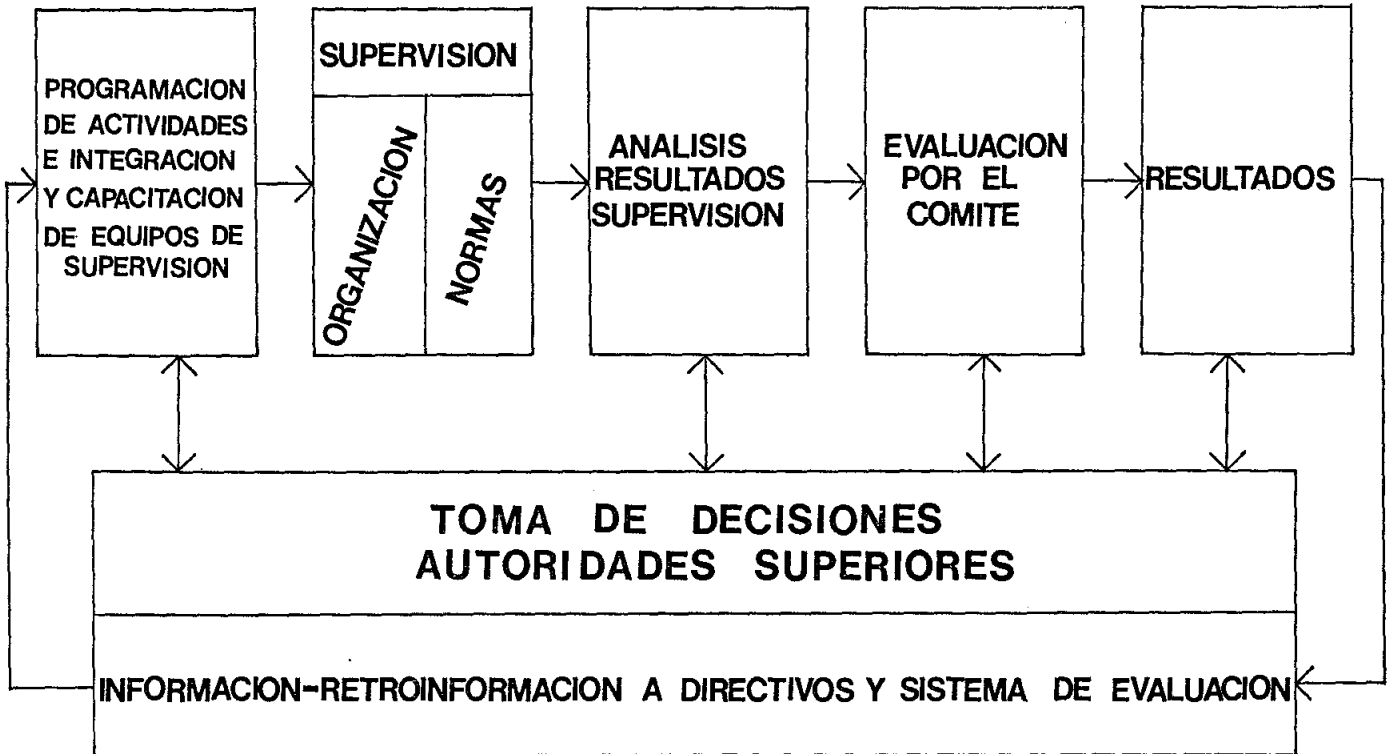 PROGRAMACION
DE ACTIVIDADES
E INTEGRACION
Y CAPACITACION
DE EQUIPOS DE
SUPERVISION
SUPERVISION
ORGANIZACION
NORMAS
ANALISIS
RESULTADOS
SUPERVISION
EVALUACION
POR EL
COMITE
RESULTADOS
TOMA DE DECISIONES
AUTORIDADES SUPERIORES
INFORMACION-RETROINFORMACION A DIRECTIVOS Y SISTEMA DE EVALUACION